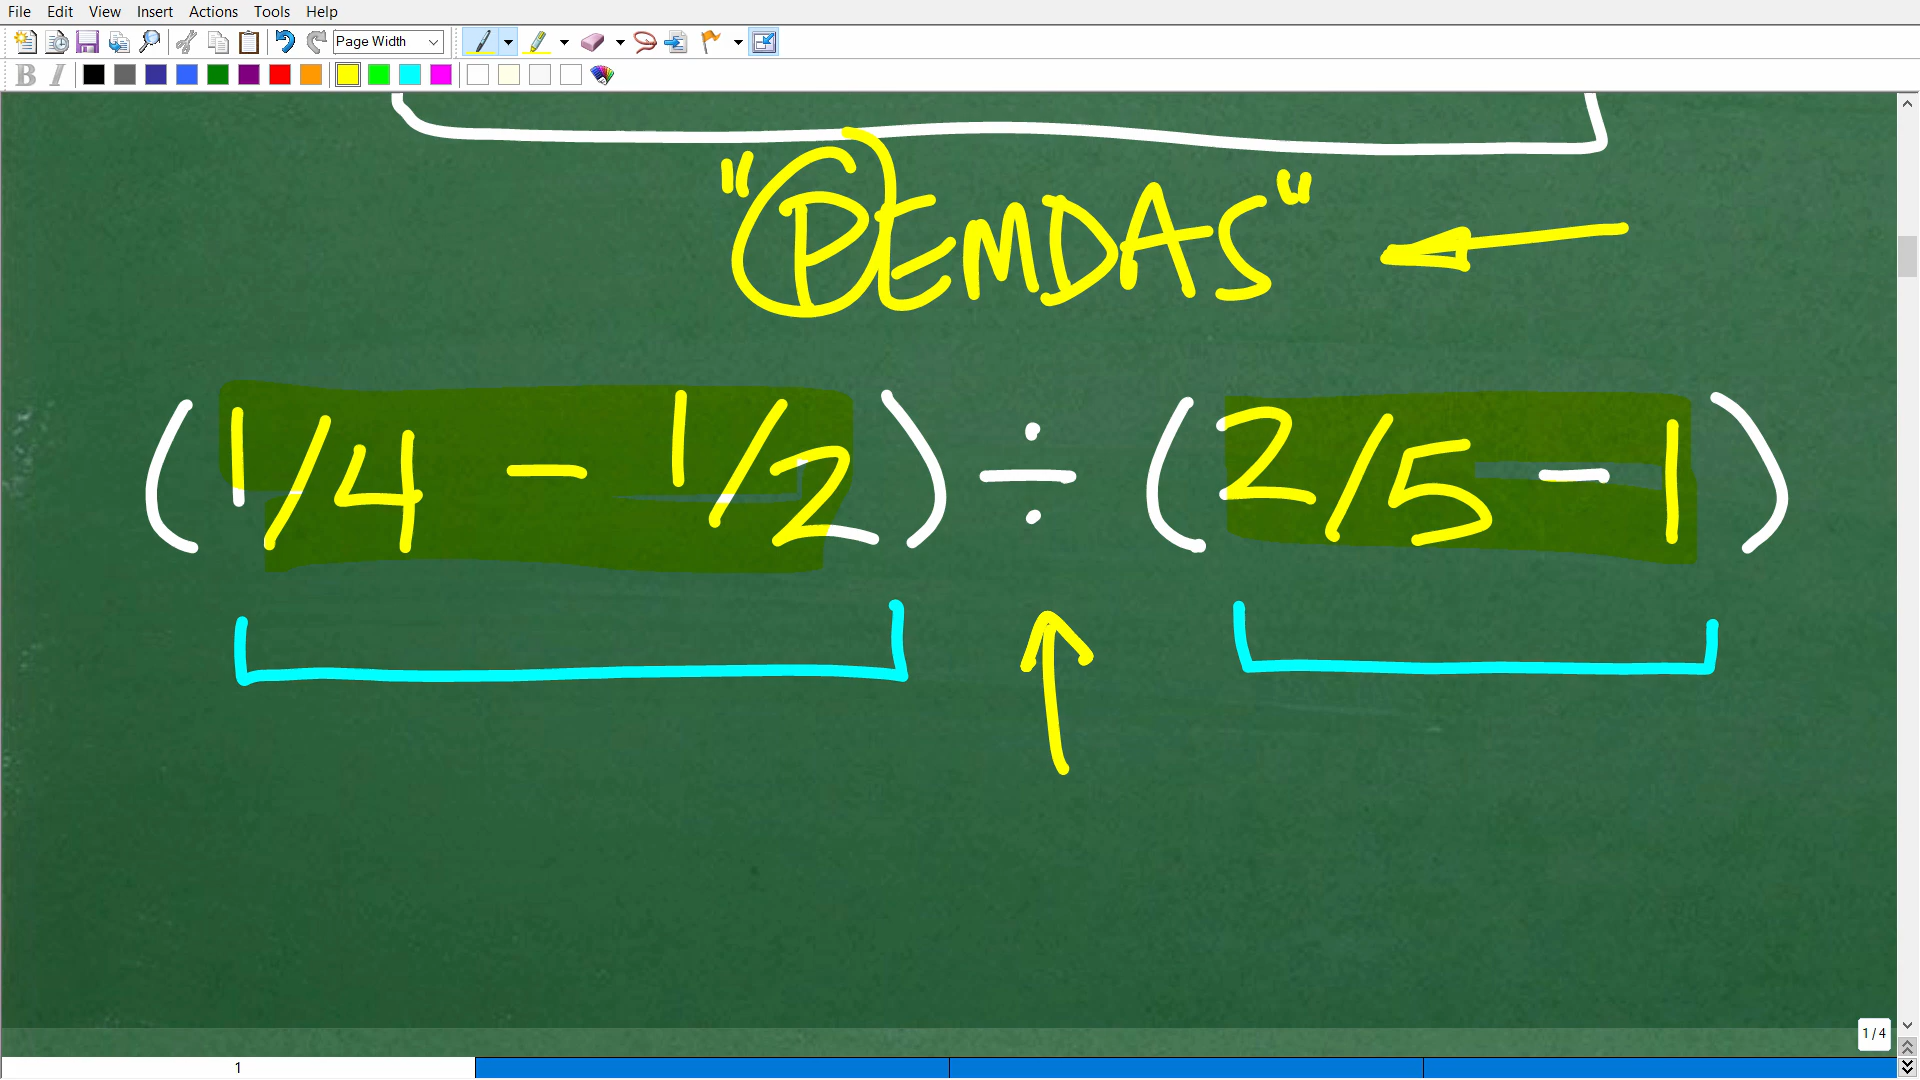 File Edit View Insert Actions Tools Help
Page Width
B I
"PEMDAS"
(1/4 - 1/2) ÷ (2/5 - 1)
1 / 4
1